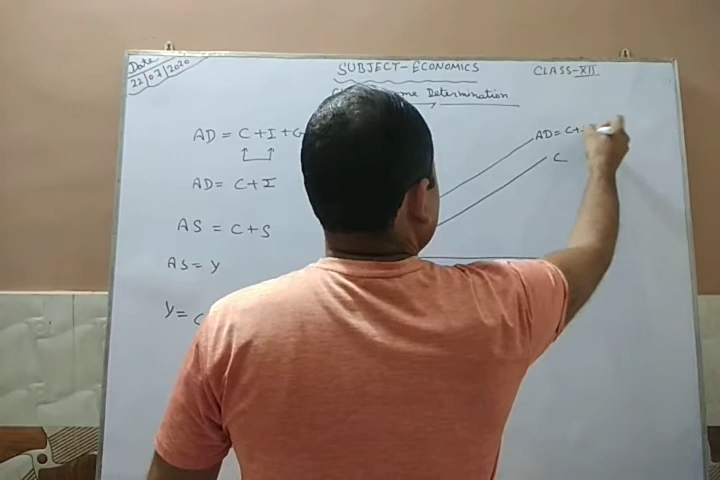 Date
22/07/2020
SUBJECT-ECONOMICS
CLASS-XII
Determination
AD = C+I+G
AD= C+I
AS = C+S
AS= Y
Y=
AD= C+
C